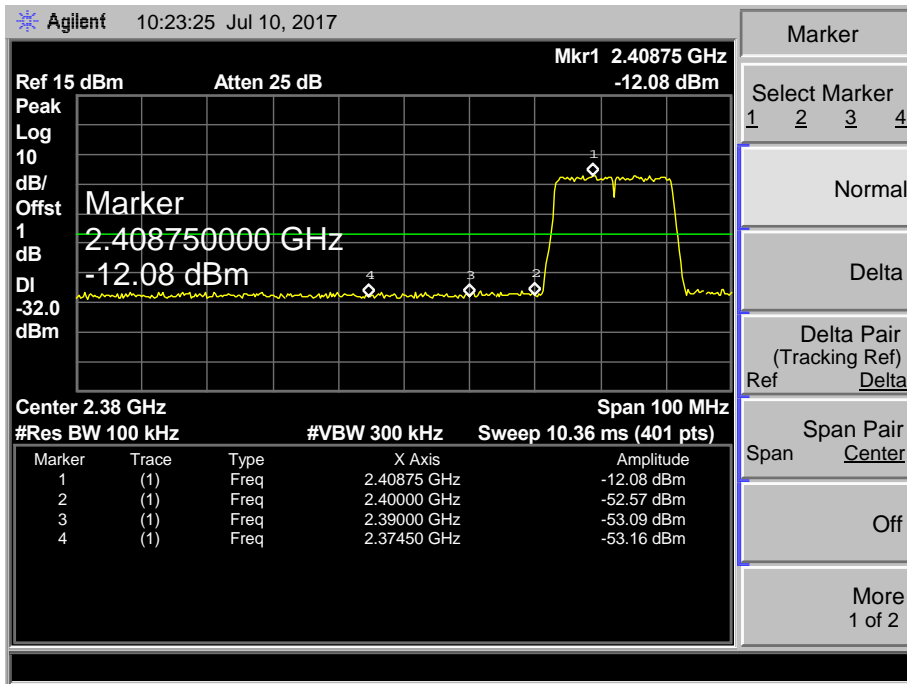 Agilent 10:23:25 Jul 10, 2017
Marker
Mkr1 2.40875 GHz
Ref 15 dBm Atten 25 dB -12.08 dBm
Peak
Log
10
dB/
Offst
1
dB
DI
-32.0
dBm
1
Marker
2.408750000 GHz
-12.08 dBm
4 3 2
Center 2.38 GHz Span 100 MHz
#Res BW 100 kHz #VBW 300 kHz Sweep 10.36 ms (401 pts)
Marker Trace Type X Axis Amplitude
1 (1) Freq 2.40875 GHz -12.08 dBm
2 (1) Freq 2.40000 GHz -52.57 dBm
3 (1) Freq 2.39000 GHz -53.09 dBm
4 (1) Freq 2.37450 GHz -53.16 dBm
Select Marker
1 2 3 4
Normal
Delta
Delta Pair
(Tracking Ref)
Ref Delta
Span Pair
Span Center
Off
More
1 of 2